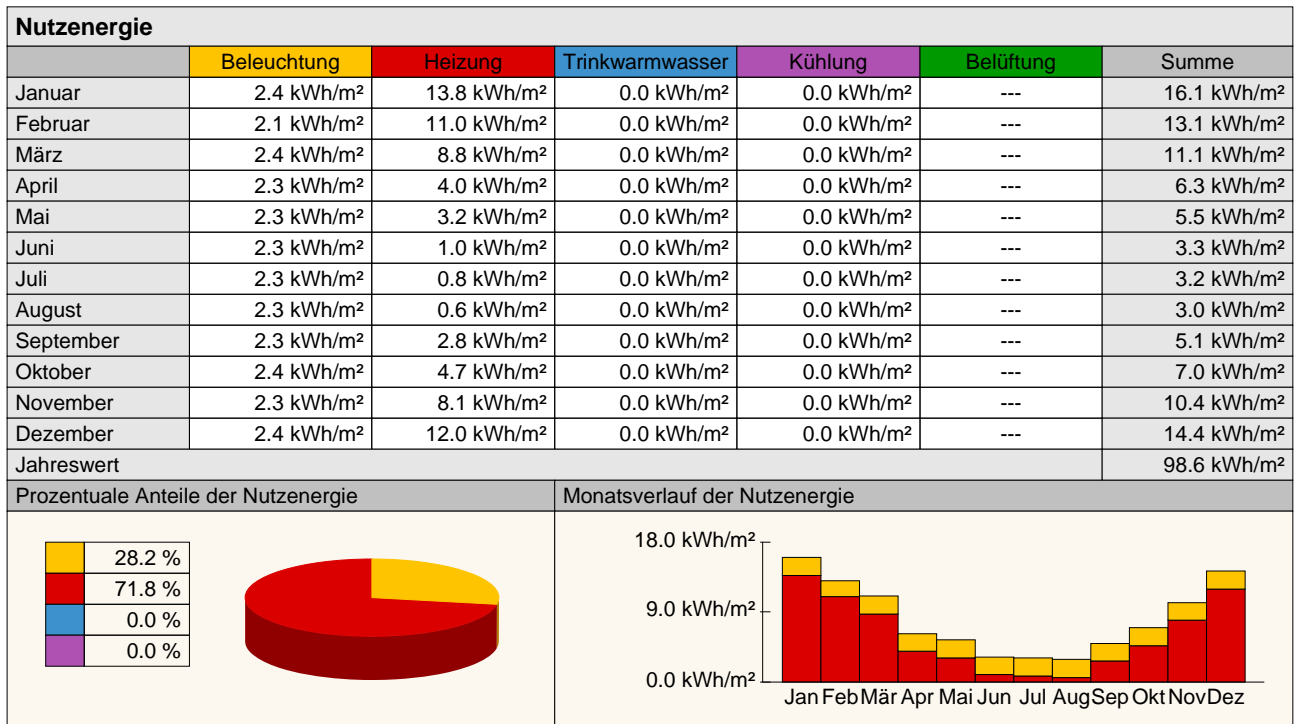 Nutzenergie
Beleuchtung Heizung Trinkwarmwasser Kühlung Belüftung Summe
Januar 2.4 kWh/m² 13.8 kWh/m² 0.0 kWh/m² 0.0 kWh/m² --- 16.1 kWh/m²
Februar 2.1 kWh/m² 11.0 kWh/m² 0.0 kWh/m² 0.0 kWh/m² --- 13.1 kWh/m²
März 2.4 kWh/m² 8.8 kWh/m² 0.0 kWh/m² 0.0 kWh/m² --- 11.1 kWh/m²
April 2.3 kWh/m² 4.0 kWh/m² 0.0 kWh/m² 0.0 kWh/m² --- 6.3 kWh/m²
Mai 2.3 kWh/m² 3.2 kWh/m² 0.0 kWh/m² 0.0 kWh/m² --- 5.5 kWh/m²
Juni 2.3 kWh/m² 1.0 kWh/m² 0.0 kWh/m² 0.0 kWh/m² --- 3.3 kWh/m²
Juli 2.3 kWh/m² 0.8 kWh/m² 0.0 kWh/m² 0.0 kWh/m² --- 3.2 kWh/m²
August 2.3 kWh/m² 0.6 kWh/m² 0.0 kWh/m² 0.0 kWh/m² --- 3.0 kWh/m²
September 2.3 kWh/m² 2.8 kWh/m² 0.0 kWh/m² 0.0 kWh/m² --- 5.1 kWh/m²
Oktober 2.4 kWh/m² 4.7 kWh/m² 0.0 kWh/m² 0.0 kWh/m² --- 7.0 kWh/m²
November 2.3 kWh/m² 8.1 kWh/m² 0.0 kWh/m² 0.0 kWh/m² --- 10.4 kWh/m²
Dezember 2.4 kWh/m² 12.0 kWh/m² 0.0 kWh/m² 0.0 kWh/m² --- 14.4 kWh/m²
Jahreswert 98.6 kWh/m²
Prozentuale Anteile der Nutzenergie
28.2 %
71.8 %
0.0 %
0.0 %
Monatsverlauf der Nutzenergie
18.0 kWh/m²
9.0 kWh/m²
0.0 kWh/m²
Jan Feb Mär Apr Mai Jun Jul Aug Sep Okt Nov Dez